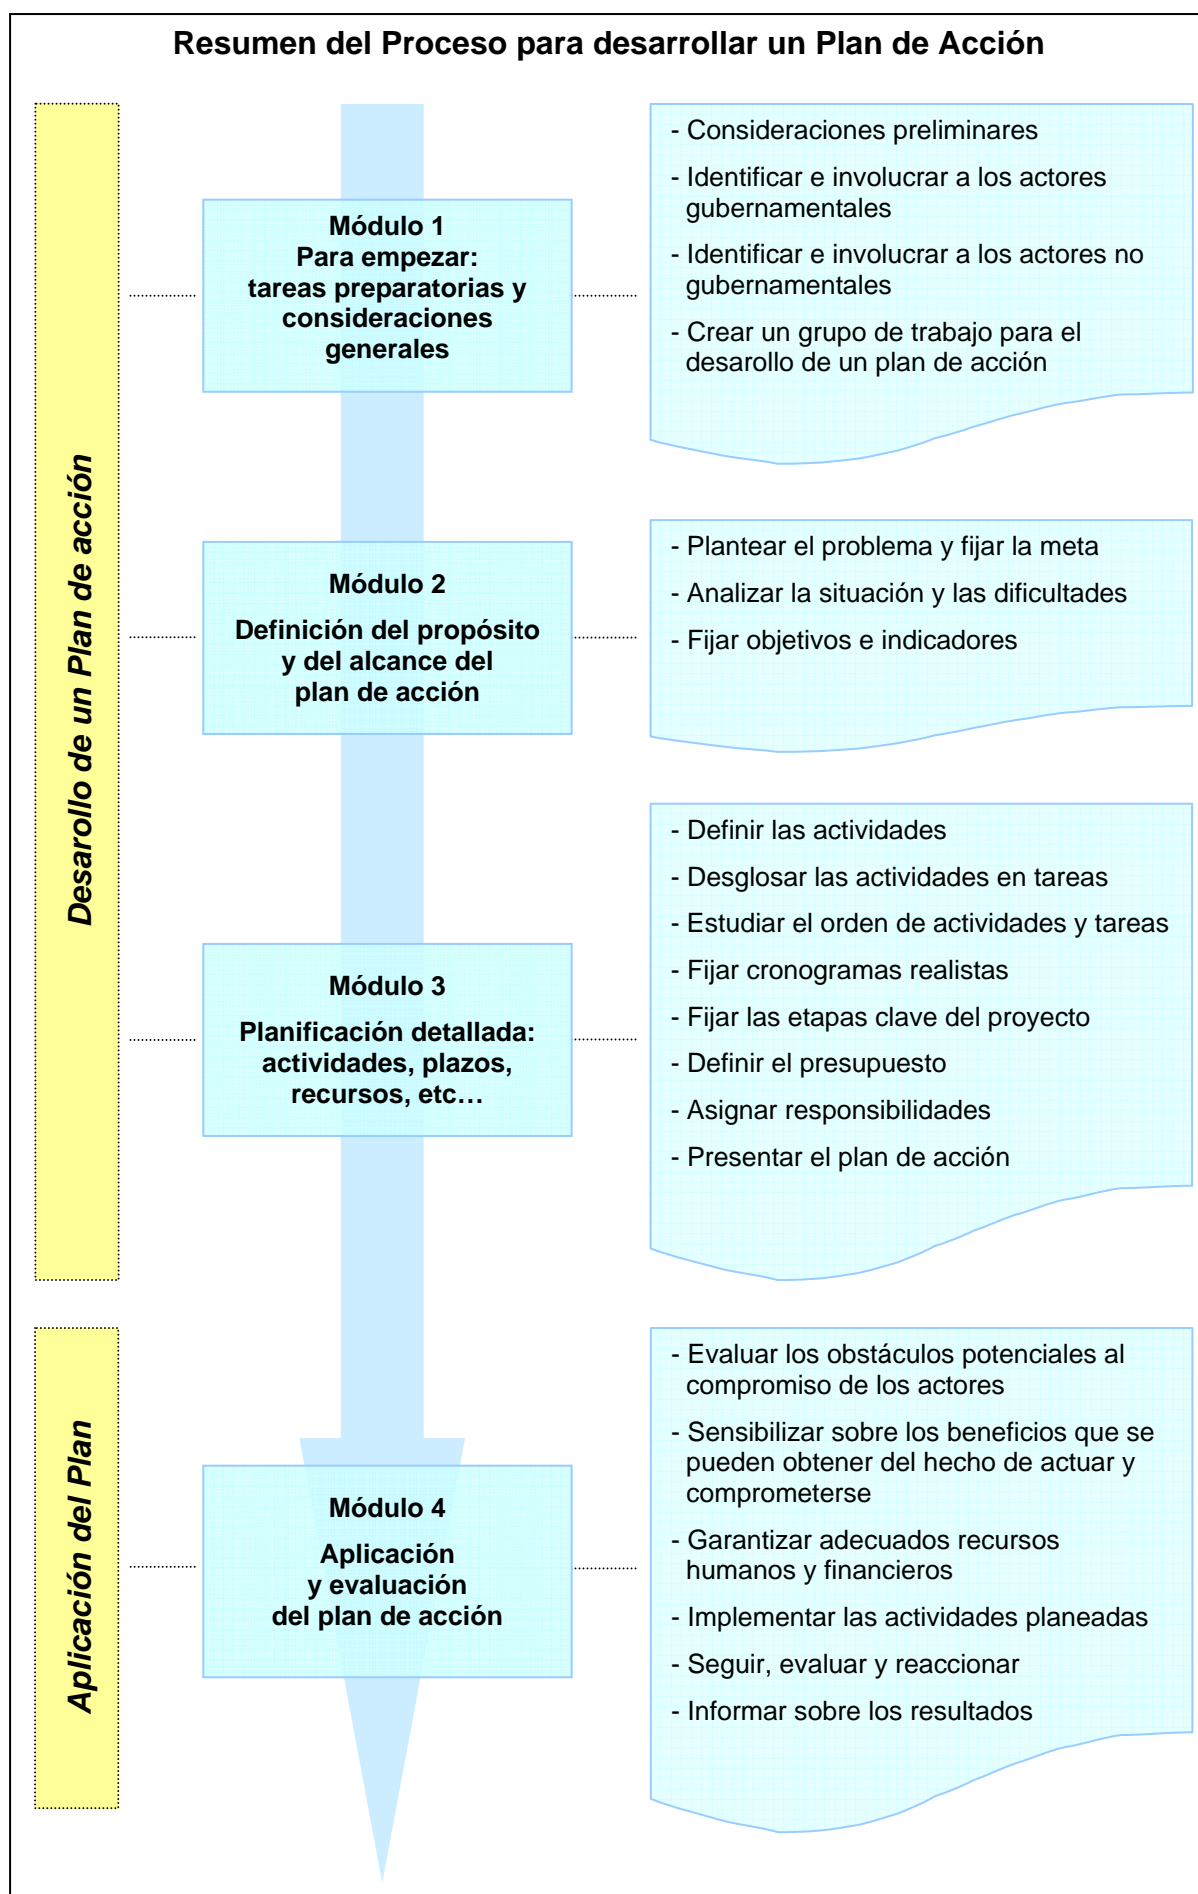 Resumen del Proceso para desarrollar un Plan de Acción
Desarollo de un Plan de acción
Módulo 1
Para empezar:
tareas preparatorias y
consideraciones
generales
- Consideraciones preliminares
- Identificar e involucrar a los actores
gubernamentales
- Identificar e involucrar a los actores no
gubernamentales
- Crear un grupo de trabajo para el
desarollo de un plan de acción
Módulo 2
Definición del propósito
y del alcance del
plan de acción
- Plantear el problema y fijar la meta
- Analizar la situación y las dificultades
- Fijar objetivos e indicadores
Módulo 3
Planificación detallada:
actividades, plazos,
recursos, etc…
- Definir las actividades
- Desglosar las actividades en tareas
- Estudiar el orden de actividades y tareas
- Fijar cronogramas realistas
- Fijar las etapas clave del proyecto
- Definir el presupuesto
- Asignar responsibilidades
- Presentar el plan de acción
Aplicación del Plan
Módulo 4
Aplicación
y evaluación
del plan de acción
- Evaluar los obstáculos potenciales al
compromiso de los actores
- Sensibilizar sobre los beneficios que se
pueden obtener del hecho de actuar y
comprometerse
- Garantizar adecuados recursos
humanos y financieros
- Implementar las actividades planeadas
- Seguir, evaluar y reaccionar
- Informar sobre los resultados